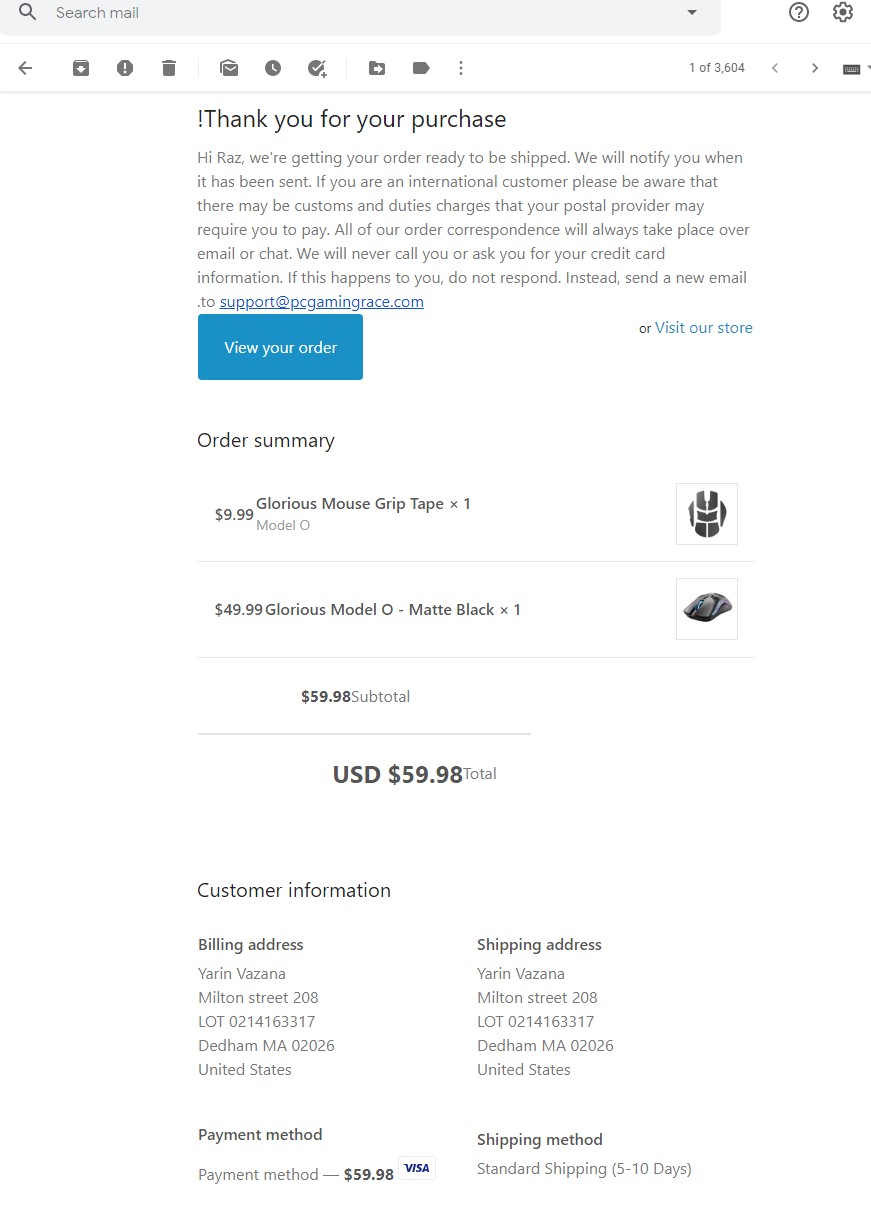 Search mail
1 of 3,604
!Thank you for your purchase
Hi Raz, we're getting your order ready to be shipped. We will notify you when
it has been sent. If you are an international customer please be aware that
there may be customs and duties charges that your postal provider may
require you to pay. All of our order correspondence will always take place over
email or chat. We will never call you or ask you for your credit card
information. If this happens to you, do not respond. Instead, send a new email
.to support@pcgamingrace.com
View your order
or Visit our store
Order summary
$9.99 Glorious Mouse Grip Tape × 1
Model O
$49.99 Glorious Model O - Matte Black × 1
$59.98Subtotal
USD $59.98Total
Customer information
Billing address
Yarin Vazana
Milton street 208
LOT 0214163317
Dedham MA 02026
United States
Shipping address
Yarin Vazana
Milton street 208
LOT 0214163317
Dedham MA 02026
United States
Payment method
Payment method — $59.98 VISA
Shipping method
Standard Shipping (5-10 Days)